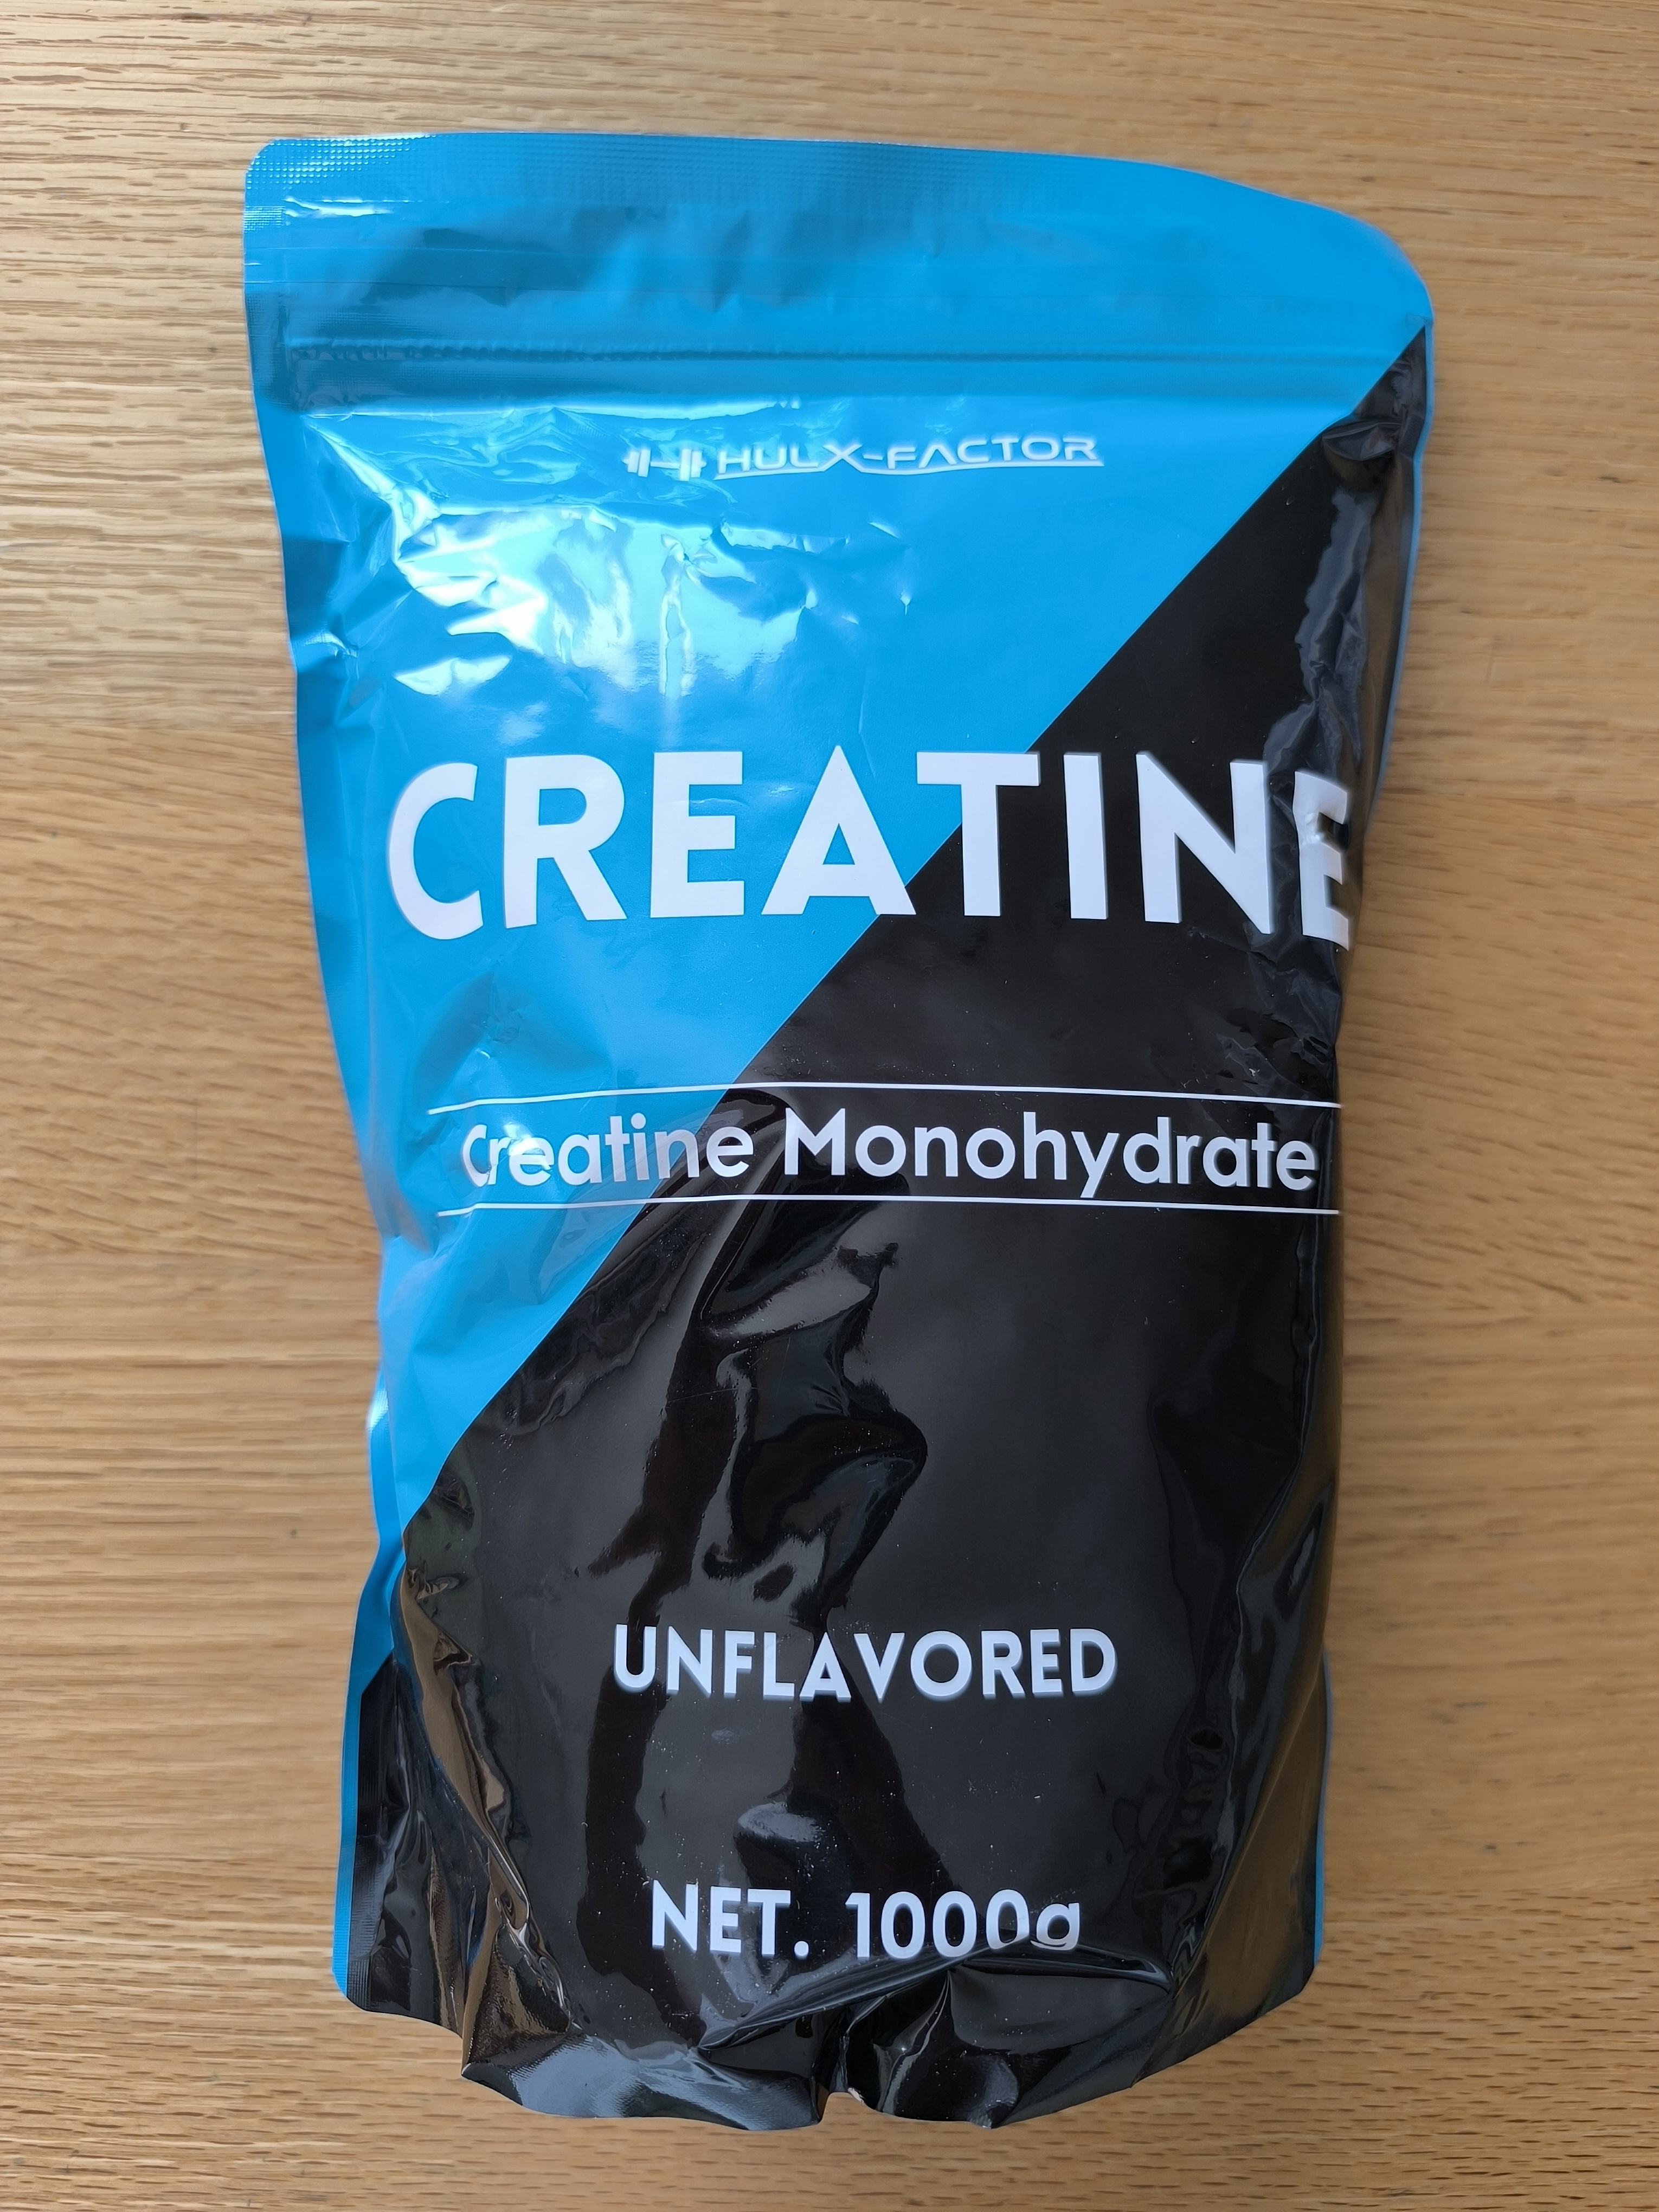 HULX-FACTOR
CREATINE
Creatine Monohydrate
UNFLAVORED
NET. 1000g